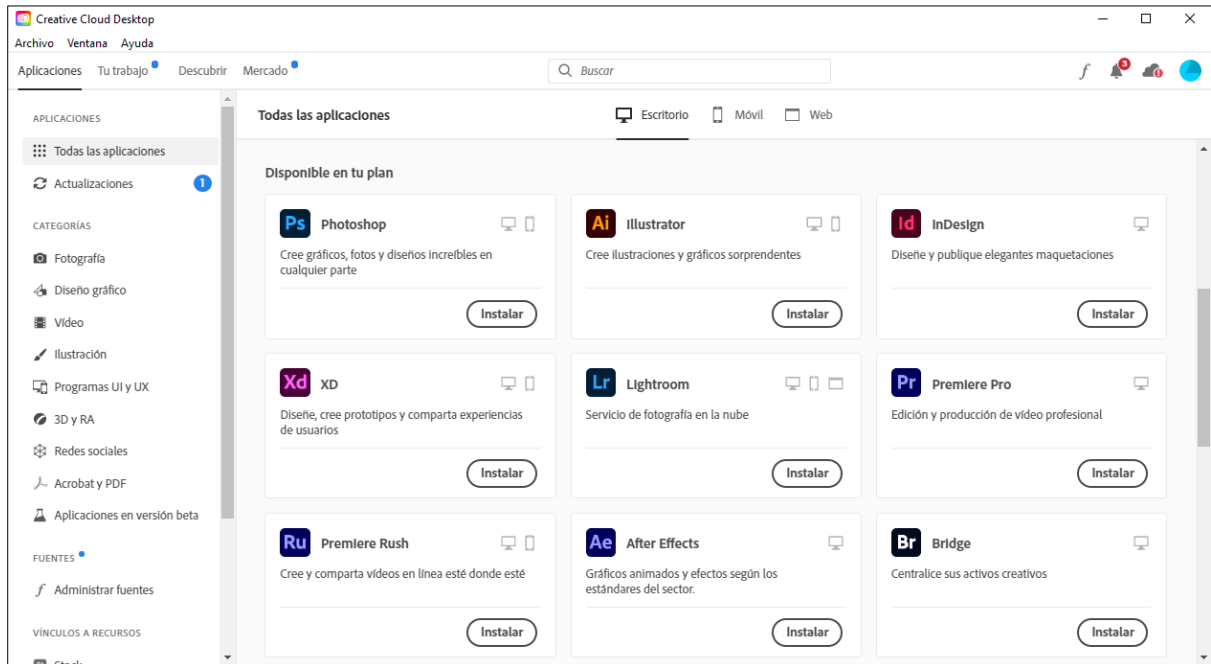 Creative Cloud Desktop
Archivo Ventana Ayuda
Aplicaciones Tu trabajo Descubrir Mercado Buscar 3
APLICACIONES
Todas las aplicaciones
Actualizaciones 1
CATEGORÍAS
Fotografía
Diseño gráfico
Vídeo
Ilustración
Programas UI y UX
3D y RA
Redes sociales
Acrobat y PDF
Aplicaciones en versión beta
FUENTES
Administrar fuentes
VÍNCULOS A RECURSOS
Stock
Todas las aplicaciones Escritorio Móvil Web
Disponible en tu plan
Ps Photoshop
Cree gráficos, fotos y diseños increíbles en
cualquier parte
Instalar
Ai Illustrator
Cree ilustraciones y gráficos sorprendentes
Instalar
Id InDesign
Diseñe y publique elegantes maquetaciones
Instalar
Xd XD
Diseñe, cree prototipos y comparta experiencias
de usuarios
Instalar
Lr Lightroom
Servicio de fotografía en la nube
Instalar
Pr Premiere Pro
Edición y producción de vídeo profesional
Instalar
Ru Premiere Rush
Cree y comparta vídeos en línea esté donde esté
Instalar
Ae After Effects
Gráficos animados y efectos según los
estándares del sector.
Instalar
Br Bridge
Centralice sus activos creativos
Instalar